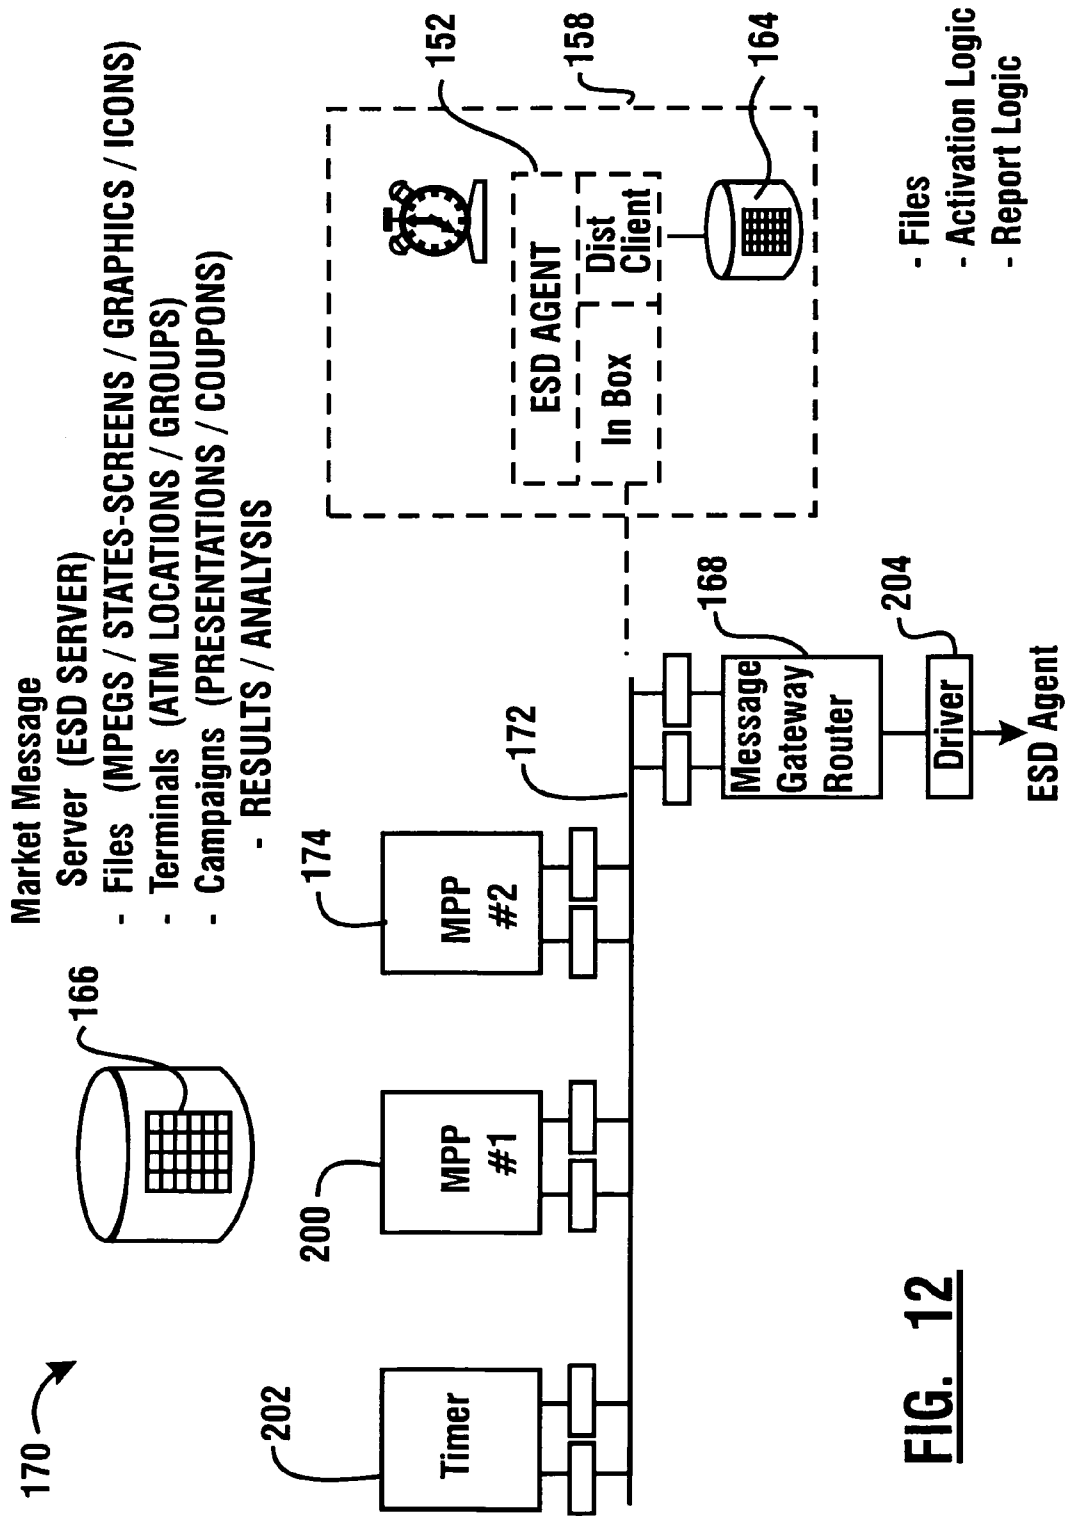 170
166
Market Message
Server (ESD SERVER)
- Files (MPEGS / STATES-SCREENS / GRAPHICS / ICONS)
- Terminals (ATM LOCATIONS / GROUPS)
- Campaigns (PRESENTATIONS / COUPONS)
- RESULTS / ANALYSIS
202
Timer
200
MPP
#1
174
MPP
#2
172
152
158
164
ESD AGENT
In Box
Dist
Client
168
Message
Gateway
Router
204
Driver
ESD Agent
- Files
- Activation Logic
- Report Logic
FIG. 12